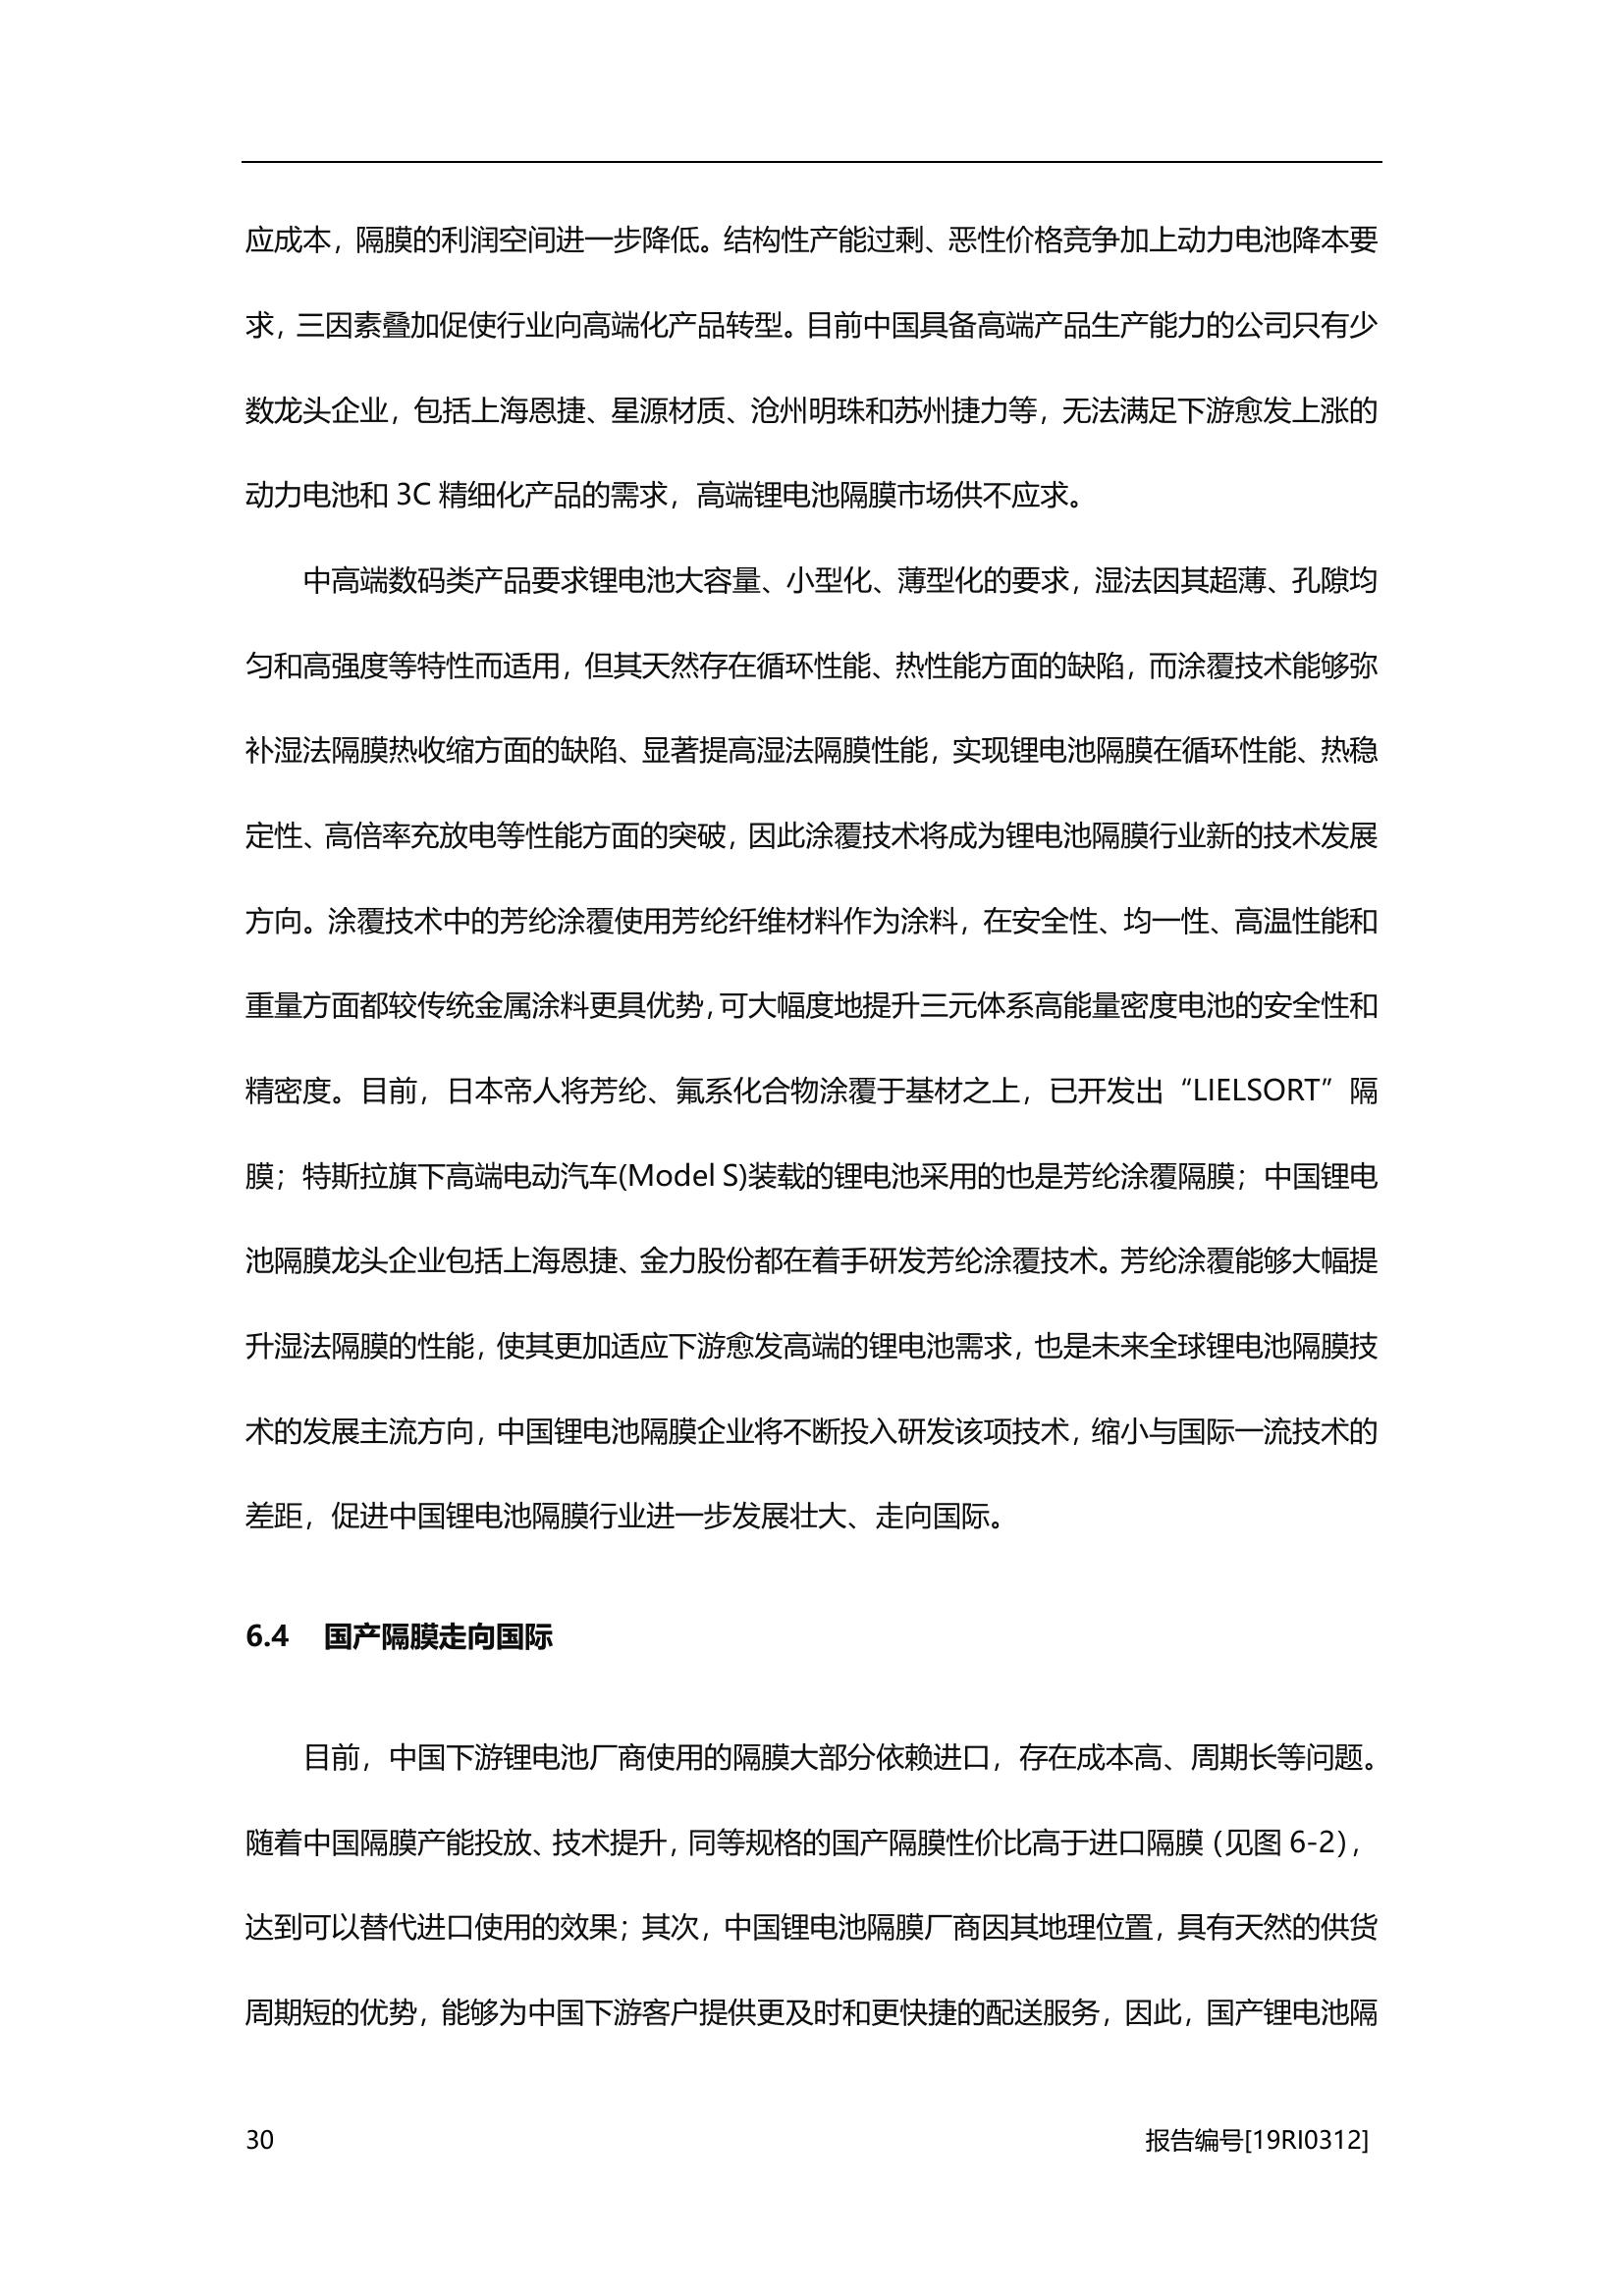 应成本，隔膜的利润空间进一步降低。结构性产能过剩、恶性价格竞争加上动力电池降本要
求，三因素叠加促使行业向高端化产品转型。目前中国具备高端产品生产能力的公司只有少
数龙头企业，包括上海恩捷、星源材质、沧州明珠和苏州捷力等，无法满足下游愈发上涨的
动力电池和 3C 精细化产品的需求，高端锂电池隔膜市场供不应求。
中高端数码类产品要求锂电池大容量、小型化、薄型化的要求，湿法因其超薄、孔隙均
匀和高强度等特性而适用，但其天然存在循环性能、热性能方面的缺陷，而涂覆技术能够弥
补湿法隔膜热收缩方面的缺陷、显著提高湿法隔膜性能，实现锂电池隔膜在循环性能、热稳
定性、高倍率充放电等性能方面的突破，因此涂覆技术将成为锂电池隔膜行业新的技术发展
方向。涂覆技术中的芳纶涂覆使用芳纶纤维材料作为涂料，在安全性、均一性、高温性能和
重量方面都较传统金属涂料更具优势，可大幅度地提升三元体系高能量密度电池的安全性和
精密度。目前，日本帝人将芳纶、氟系化合物涂覆于基材之上，已开发出“LIELSORT”隔
膜；特斯拉旗下高端电动汽车(Model S)装载的锂电池采用的也是芳纶涂覆隔膜；中国锂电
池隔膜龙头企业包括上海恩捷、金力股份都在着手研发芳纶涂覆技术。芳纶涂覆能够大幅提
升湿法隔膜的性能，使其更加适应下游愈发高端的锂电池需求，也是未来全球锂电池隔膜技
术的发展主流方向，中国锂电池隔膜企业将不断投入研发该项技术，缩小与国际一流技术的
差距，促进中国锂电池隔膜行业进一步发展壮大、走向国际。
6.4 国产隔膜走向国际
目前，中国下游锂电池厂商使用的隔膜大部分依赖进口，存在成本高、周期长等问题。
随着中国隔膜产能投放、技术提升，同等规格的国产隔膜性价比高于进口隔膜（见图 6-2），
达到可以替代进口使用的效果；其次，中国锂电池隔膜厂商因其地理位置，具有天然的供货
周期短的优势，能够为中国下游客户提供更及时和更快捷的配送服务，因此，国产锂电池隔
30 报告编号[19RI0312]